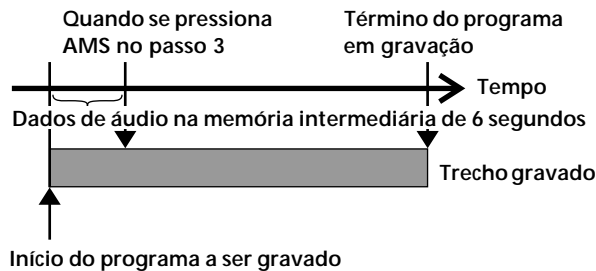 Quando se pressiona
AMS no passo 3
Término do programa
em gravação
Tempo
Dados de áudio na memória intermediária de 6 segundos
Trecho gravado
Início do programa a ser gravado